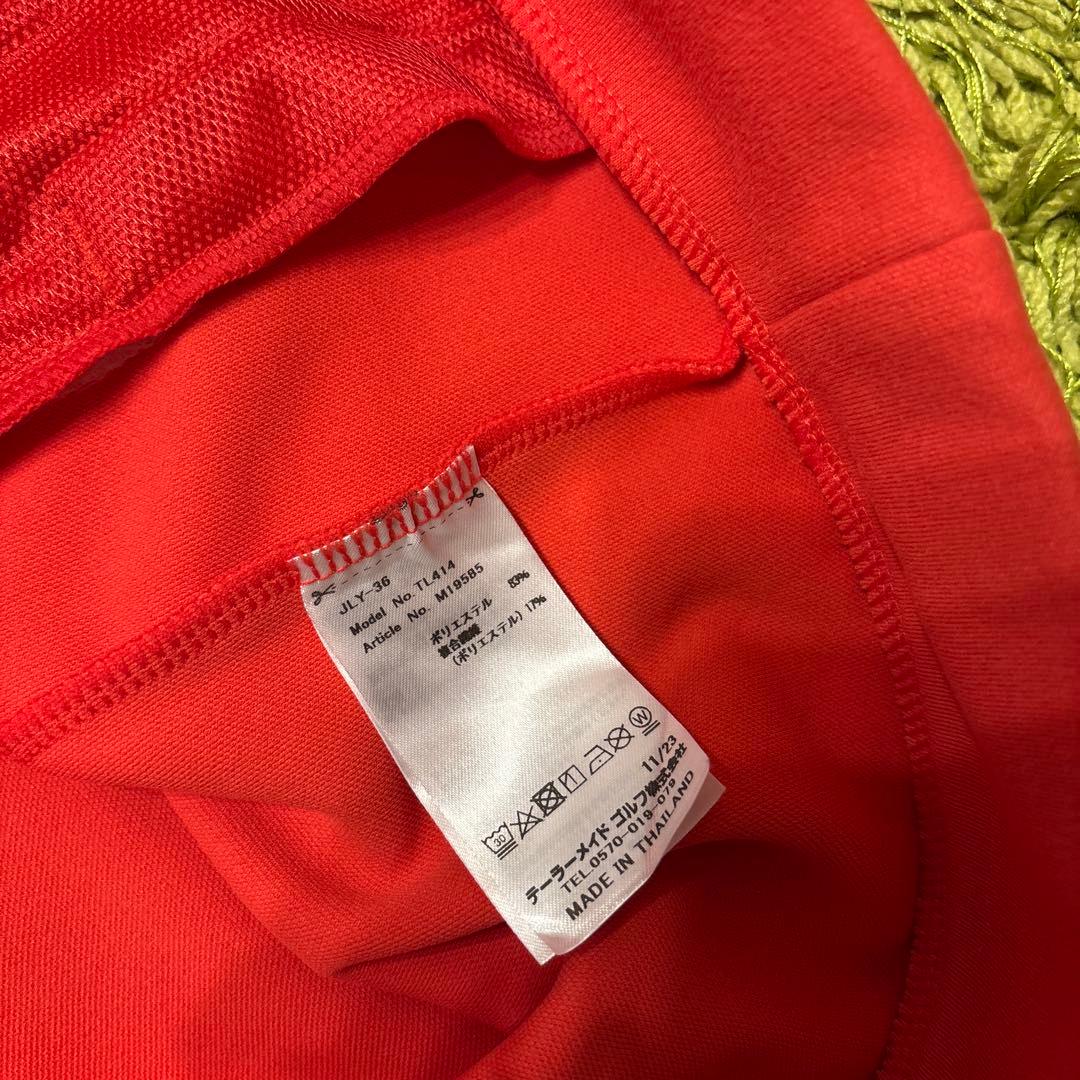 JLY-36
Model No. TL414
Article No. M19585
ポリエステル 83%
複合繊維
(ポリエステル) 17%
30
W
11/23
テーラーメイド ゴルフ株式会社
TEL.0570-019-079
MADE IN THAILAND